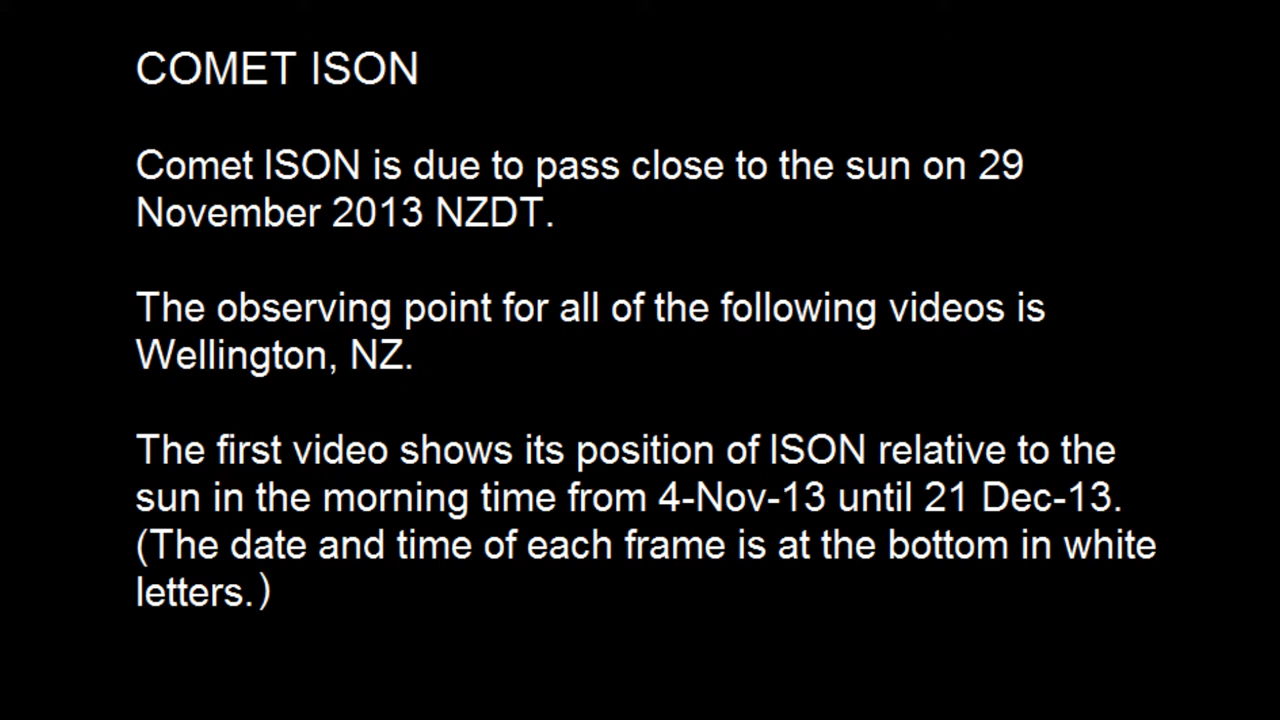 COMET ISON
Comet ISON is due to pass close to the sun on 29
November 2013 NZDT.
The observing point for all of the following videos is
Wellington, NZ.
The first video shows its position of ISON relative to the
sun in the morning time from 4-Nov-13 until 21 Dec-13.
(The date and time of each frame is at the bottom in white
letters.)